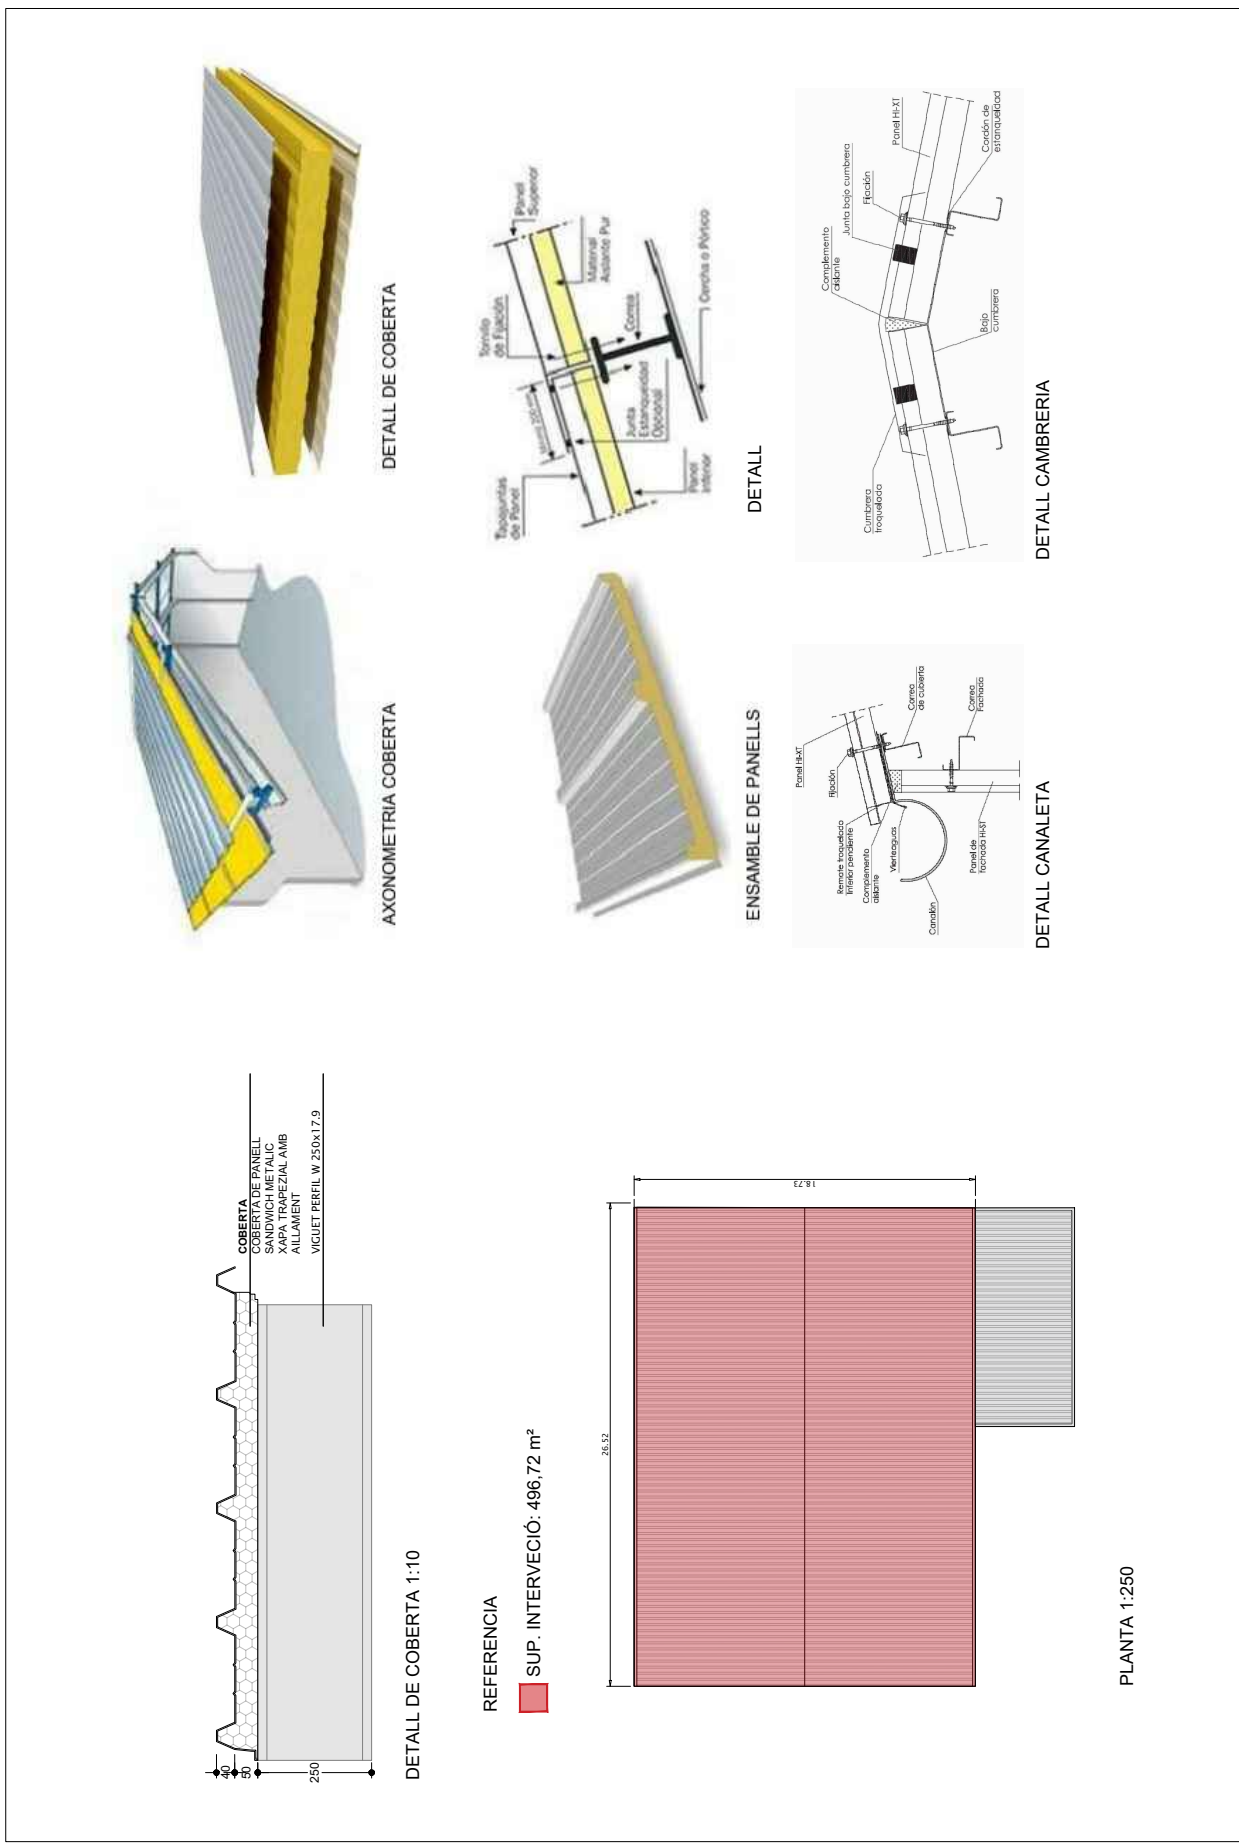 COBERTA
COBERTA DE PANELL
SANDWICH METALIC
XAPA TRAPEZIAL AMB
AILLAMENT
VIGUET PERFIL W 250x17.9
40
50
250
DETALL DE COBERTA 1:10
REFERENCIA
SUP. INTERVECIÓ: 496,72 m²
26.52
18.73
PLANTA 1:250
AXONOMETRIA COBERTA
DETALL DE COBERTA
ENSAMBLE DE PANELLS
Tapajuntas
de Panel
Tornillo
de Fijación
Panel
Superior
Junta
Estanquidad
Opcional
Material
Aislante Pur
Panel
Inferior
Correa
Cercha o Pórtico
DETALL
Panel Hi-XT
Fijación
Remate troquelado
inferior pendiente
Complemento
aislante
Vierteaguas
Canalón
Correa
de cubierta
Correa
Fachada
Panel de
fachada Hi-ST
DETALL CANALETA
Complemento
aislante
Junta bajo cumbrera
Fijación
Panel Hi-XT
Cumbrera
troquelada
Bajo
cumbrera
Cordón de
estanqueidad
DETALL CAMBRERIA